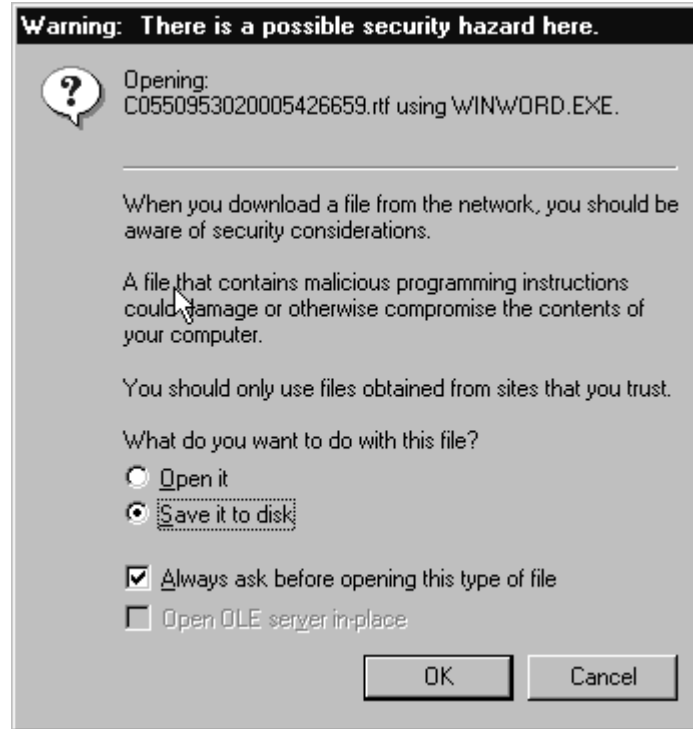 Warning: There is a possible security hazard here.
Opening:
C0550953020005426659.rtf using WINWORD.EXE.
When you download a file from the network, you should be
aware of security considerations.
A file that contains malicious programming instructions
could damage or otherwise compromise the contents of
your computer.
You should only use files obtained from sites that you trust.
What do you want to do with this file?
Open it
Save it to disk
Always ask before opening this type of file
Open OLE server in-place
OK Cancel